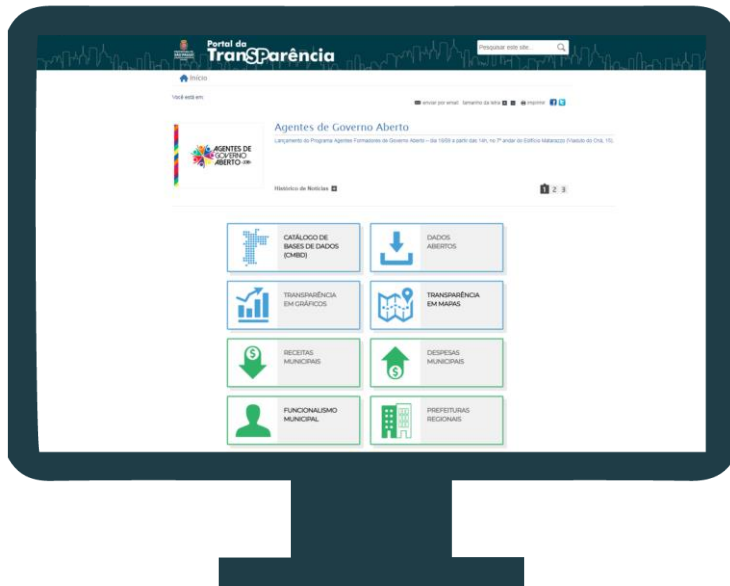 Portal da
TranSParência
Pesquisar este site...
Início
Você está em:
enviar por email tamanho da letra imprimir
Agentes de Governo Aberto
Lançamento do Programa Agentes Formadores de Governo Aberto – dia 19/09 a partir das 14h, no 7º andar do Edifício Matarazzo (Viaduto do Chá, 15).
AGENTES DE
GOVERNO
ABERTO
Histórico de Notícias
1 2 3
CATÁLOGO DE
BASES DE DADOS
(CMBD)
DADOS
ABERTOS
TRANSPARÊNCIA
EM GRÁFICOS
TRANSPARÊNCIA
EM MAPAS
RECEITAS
MUNICIPAIS
DESPESAS
MUNICIPAIS
FUNCIONALISMO
MUNICIPAL
PREFEITURAS
REGIONAIS